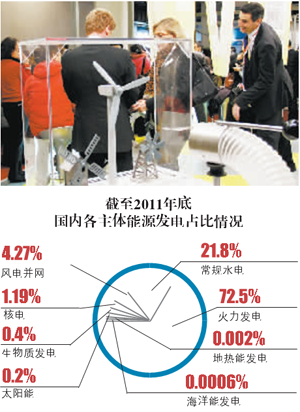 截至2011年底
国内各主体能源发电占比情况
4.27%
风电并网
21.8%
常规水电
1.19%
核电
72.5%
火力发电
0.4%
生物质发电
0.002%
地热能发电
0.2%
太阳能
0.0006%
海洋能发电